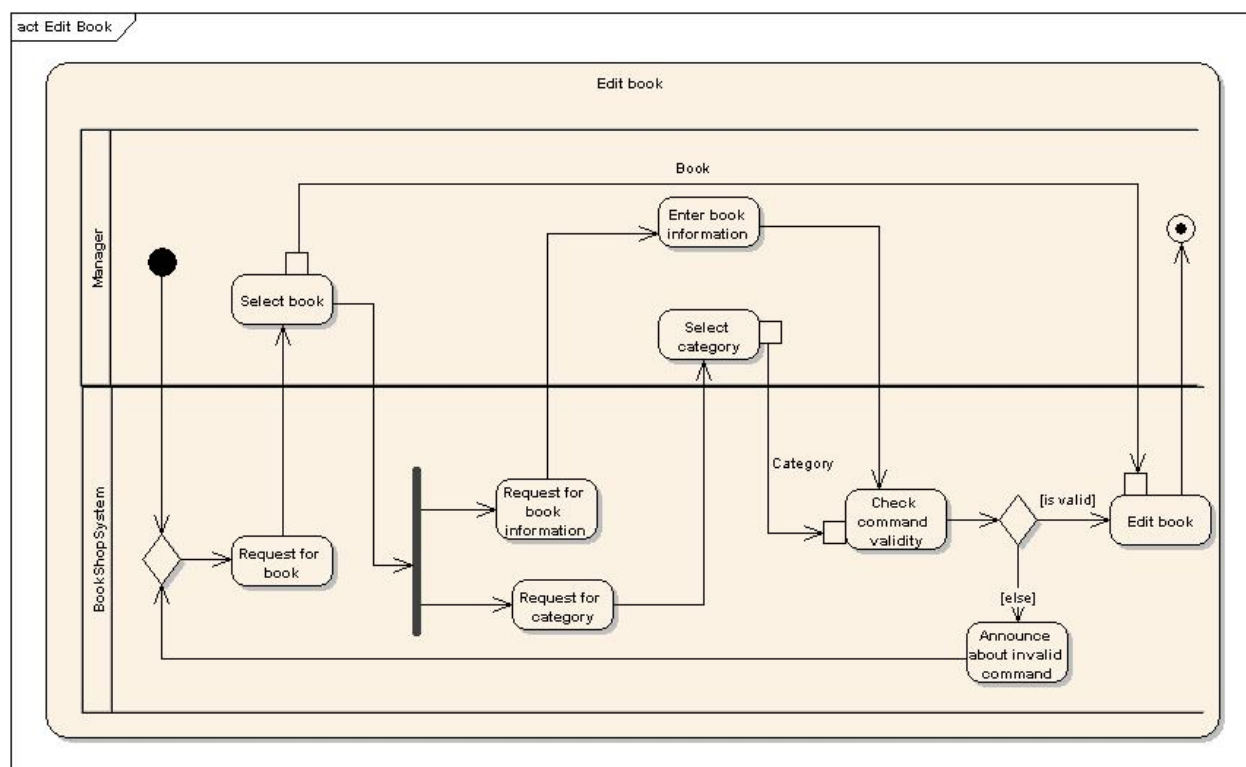 act Edit Book
Edit book
Manager
Book
Enter book
information
Select book
Select
category
BookShopSystem
Category
Request for
book
information
Check
command
validity
[is valid]
Edit book
Request for
book
Request for
category
[else]
Announce
about invalid
command